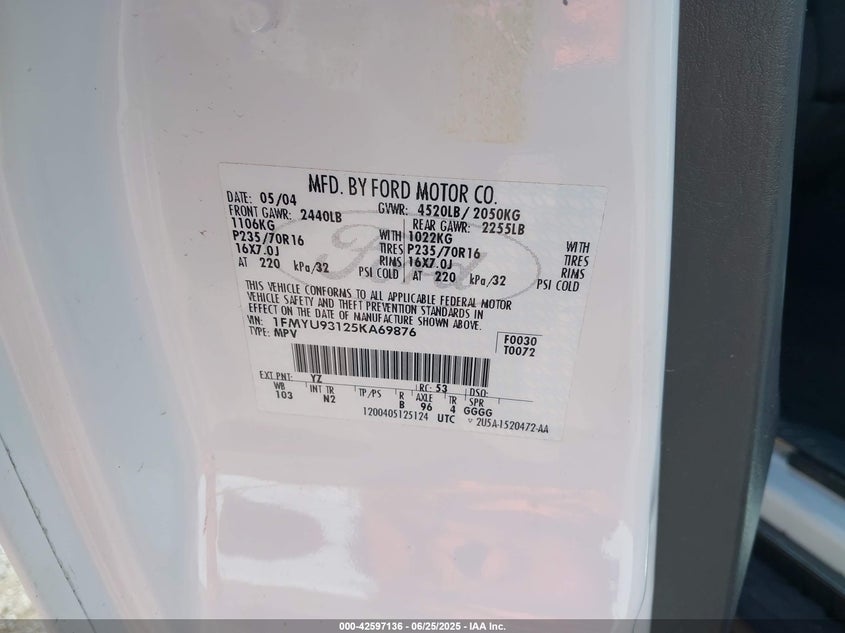 MFD. BY FORD MOTOR CO.
DATE: 05/04 GVWR: 4520LB/ 2050KG
FRONT GAWR: 2440LB REAR GAWR: 2255LB
1106KG WITH 1022KG WITH
P235/70R16 TIRES P235/70R16 TIRES
16X7.0J RIMS 16X7.0J RIMS
AT 220 kPa/32 PSI COLD AT 220 kPa/32 PSI COLD
THIS VEHICLE CONFORMS TO ALL APPLICABLE FEDERAL MOTOR
VEHICLE SAFETY AND THEFT PREVENTION STANDARDS IN
EFFECT ON THE DATE OF MANUFACTURE SHOWN ABOVE.
VIN: 1FMYU93125KA69876
TYPE: MPV
F0030
T0072
EXT PNT: YZ RC: 53 DSO:
WB INT TR TP/PS R AXLE TR SPR
103 N2 B 96 4 GGGG
1200405125124 UTC 2U5A-1520472-AA
Ford
000-42597136 - 06/25/2025 - IAA Inc.